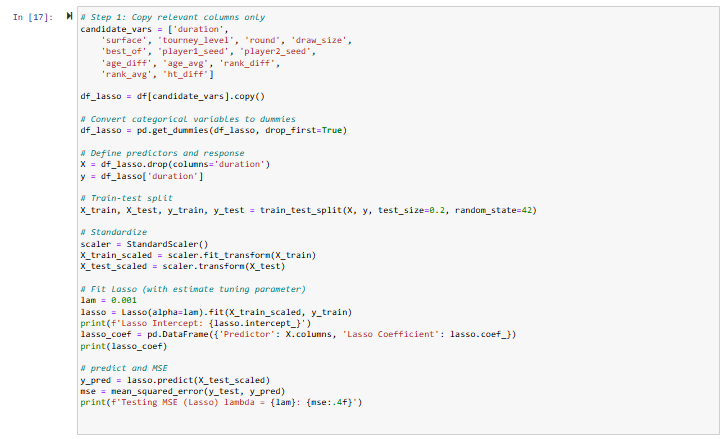 In [17]:
# Step 1: Copy relevant columns only
candidate_vars = ['duration',
    'surface', 'tourney_level', 'round', 'draw_size',
    'best_of', 'player1_seed', 'player2_seed',
    'age_diff', 'age_avg', 'rank_diff',
    'rank_avg', 'ht_diff']

df_lasso = df[candidate_vars].copy()

# Convert categorical variables to dummies
df_lasso = pd.get_dummies(df_lasso, drop_first=True)

# Define predictors and response
X = df_lasso.drop(columns='duration')
y = df_lasso['duration']

# Train-test split
X_train, X_test, y_train, y_test = train_test_split(X, y, test_size=0.2, random_state=42)

# Standardize
scaler = StandardScaler()
X_train_scaled = scaler.fit_transform(X_train)
X_test_scaled = scaler.transform(X_test)

# Fit Lasso (with estimate tuning parameter)
lam = 0.001
lasso = Lasso(alpha=lam).fit(X_train_scaled, y_train)
print(f'Lasso Intercept: {lasso.intercept_}')
lasso_coef = pd.DataFrame({'Predictor': X.columns, 'Lasso Coefficient': lasso.coef_})
print(lasso_coef)

# predict and MSE
y_pred = lasso.predict(X_test_scaled)
mse = mean_squared_error(y_test, y_pred)
print(f'Testing MSE (Lasso) lambda = {lam}: {mse:.4f}')